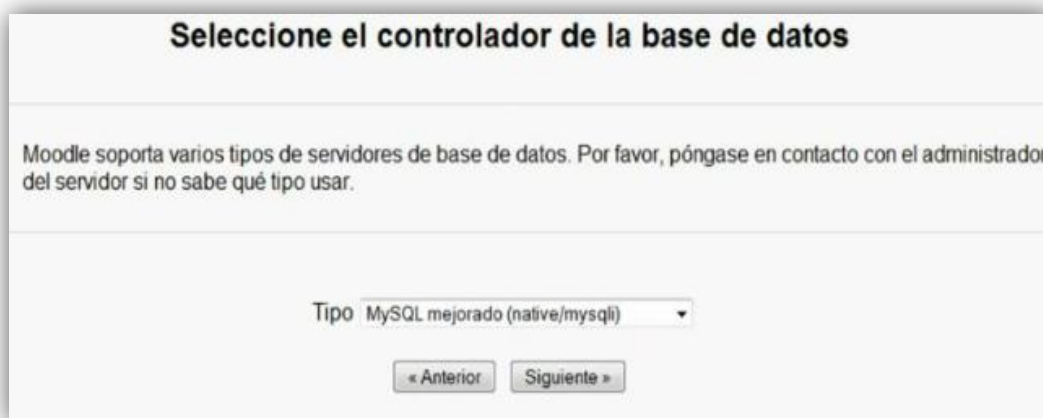 Seleccione el controlador de la base de datos
Moodle soporta varios tipos de servidores de base de datos. Por favor, póngase en contacto con el administrador
del servidor si no sabe qué tipo usar.
Tipo MySQL mejorado (native/mysqli)
« Anterior Siguiente »